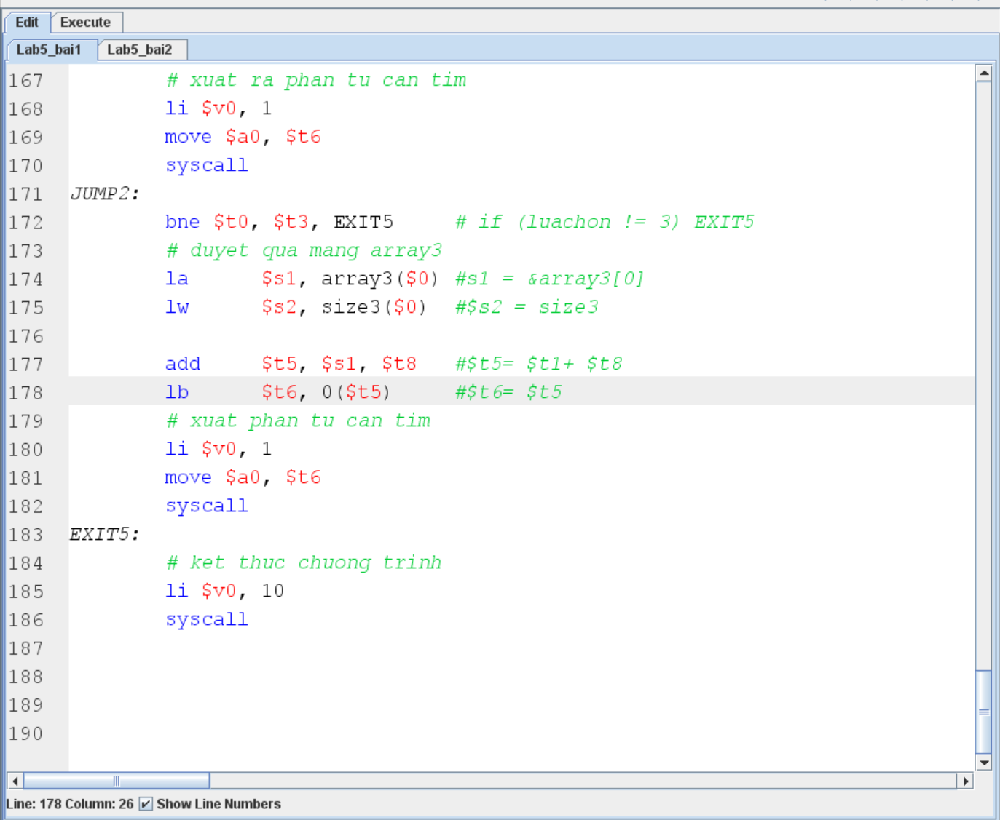 Edit Execute
Lab5_bai1 Lab5_bai2
167 # xuat ra phan tu can tim
168 li $v0, 1
169 move $a0, $t6
170 syscall
171 JUMP2:
172 bne $t0, $t3, EXIT5 # if (luachon != 3) EXIT5
173 # duyet qua mang array3
174 la $s1, array3($0) #s1 = &array3[0]
175 lw $s2, size3($0) #$s2 = size3
176
177 add $t5, $s1, $t8 #$t5= $t1+ $t8
178 lb $t6, 0($t5) #$t6= $t5
179 # xuat phan tu can tim
180 li $v0, 1
181 move $a0, $t6
182 syscall
183 EXIT5:
184 # ket thuc chuong trinh
185 li $v0, 10
186 syscall
187
188
189
190
Line: 178 Column: 26 Show Line Numbers